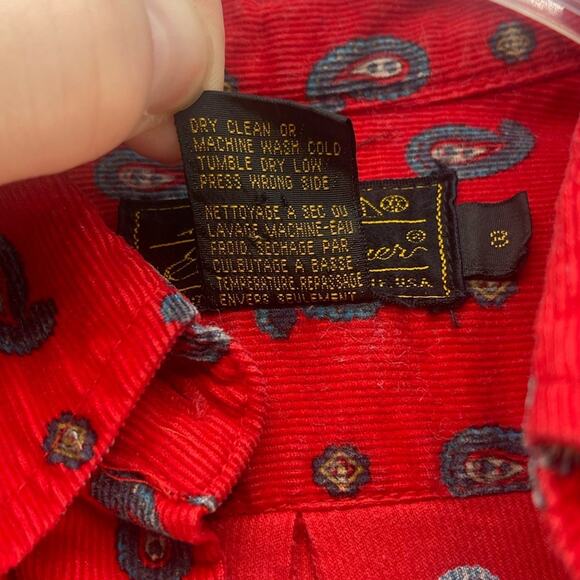 DRY CLEAN OR
MACHINE WASH COLD
TUMBLE DRY LOW
PRESS WRONG SIDE
NETTOYAGE A SEC OU
LAVAGE MACHINE-EAU
FROID. SECHAGE PAR
CULBUTAGE A BASSE
TEMPERATURE. REPASSAGE
ENVERS SEULEMENT
U.S.A.
8